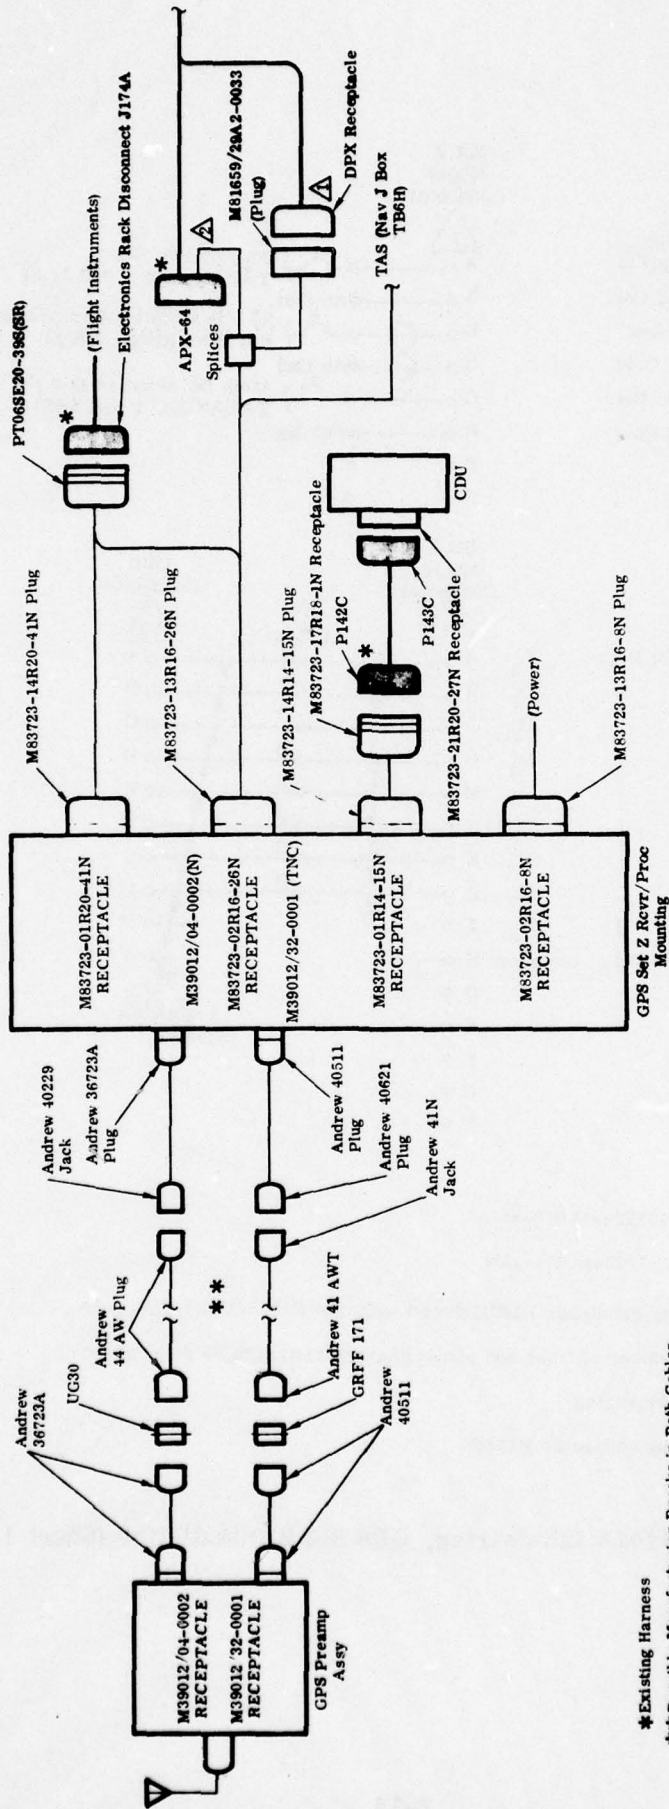 PT06SE20-39S(SR)
*
(Flight Instruments)
Electronics Rack Disconnect J174A
M83723-14R20-41N Plug
*
APX-64
2
M81659/29A2-0033
(Plug)
1
DPX Receptacle
Splices
TAS (Nav J Box
TB6H)
M83723-13R16-26N Plug
M83723-14R14-15N Plug
M83723-17R18-1N Receptacle
P142C
*
P143C
CDU
M83723-21R20-27N Receptacle
(Power)
M83723-13R16-8N Plug
M83723-01R20-41N
RECEPTACLE
M39012/04-0002(N)
M83723-02R16-26N
RECEPTACLE
M39012/32-0001 (TNC)
M83723-01R14-15N
RECEPTACLE
M83723-02R16-8N
RECEPTACLE
GPS Set Z Rcvr/Proc
Mounting
Andrew 40229
Jack
Andrew 36723A
Plug
Andrew 40511
Plug
Andrew 40621
Plug
Andrew 41N
Jack
Andrew
44 AW Plug
**
Andrew 41 AWT
UG30
GRFF 171
Andrew
36723A
Andrew
40511
M39012/04-0002
RECEPTACLE
M39012/32-0001
RECEPTACLE
GPS Preamp
Assy
*Existing Harness